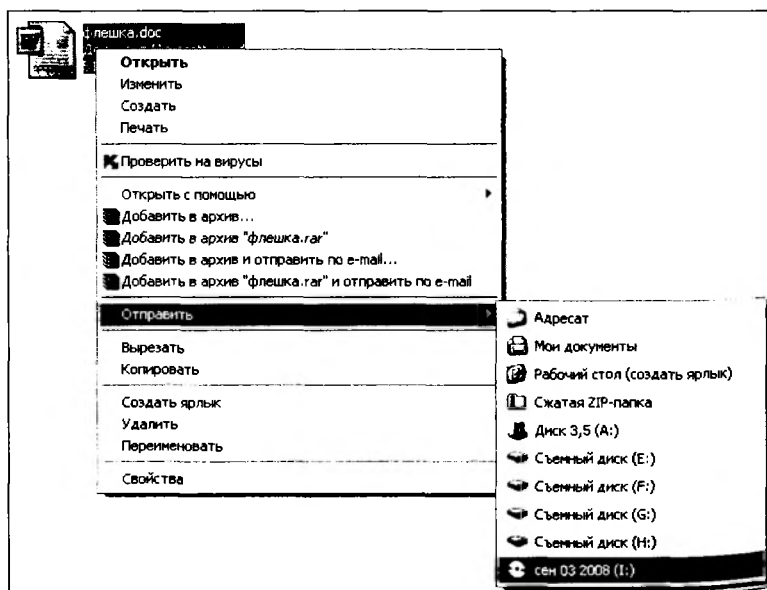 флешка.doc
Открыть
Изменить
Создать
Печать
Проверить на вирусы
Открыть с помощью
Добавить в архив...
Добавить в архив "флешка.rar"
Добавить в архив и отправить по e-mail...
Добавить в архив "флешка.rar" и отправить по e-mail
Отправить
Вырезать
Копировать
Создать ярлык
Удалить
Переименовать
Свойства
Адресат
Мои документы
Рабочий стол (создать ярлык)
Сжатая ZIP-папка
Диск 3,5 (A:)
Съемный диск (E:)
Съемный диск (F:)
Съемный диск (G:)
Съемный диск (H:)
сен 03 2008 (I:)